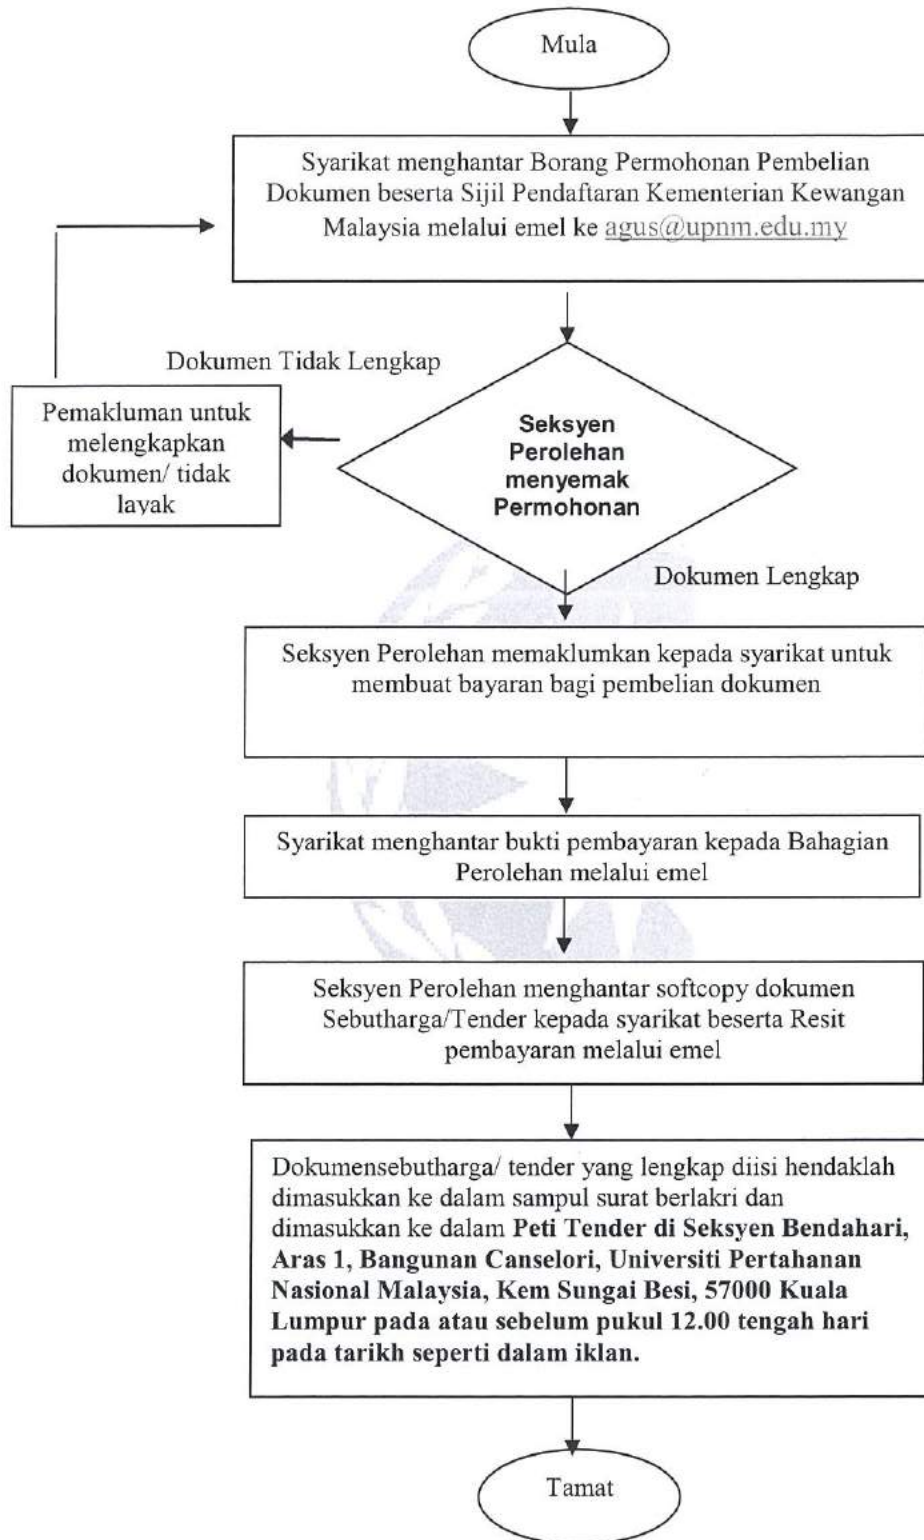 Mula
Syarikat menghantar Borang Permohonan Pembelian
Dokumen beserta Sijil Pendaftaran Kementerian Kewangan
Malaysia melalui emel ke agus@upnm.edu.my
Dokumen Tidak Lengkap
Pemakluman untuk
melengkapkan
dokumen/ tidak
layak
Seksyen
Perolehan
menyemak
Permohonan
Dokumen Lengkap
Seksyen Perolehan memaklumkan kepada syarikat untuk
membuat bayaran bagi pembelian dokumen
Syarikat menghantar bukti pembayaran kepada Bahagian
Perolehan melalui emel
Seksyen Perolehan menghantar softcopy dokumen
Sebutharga/Tender kepada syarikat beserta Resit
pembayaran melalui emel
Dokumensebutharga/ tender yang lengkap diisi hendaklah
dimasukkan ke dalam sampul surat berlakri dan
dimasukkan ke dalam Peti Tender di Seksyen Bendahari,
Aras 1, Bangunan Canselori, Universiti Pertahanan
Nasional Malaysia, Kem Sungai Besi, 57000 Kuala
Lumpur pada atau sebelum pukul 12.00 tengah hari
pada tarikh seperti dalam iklan.
Tamat